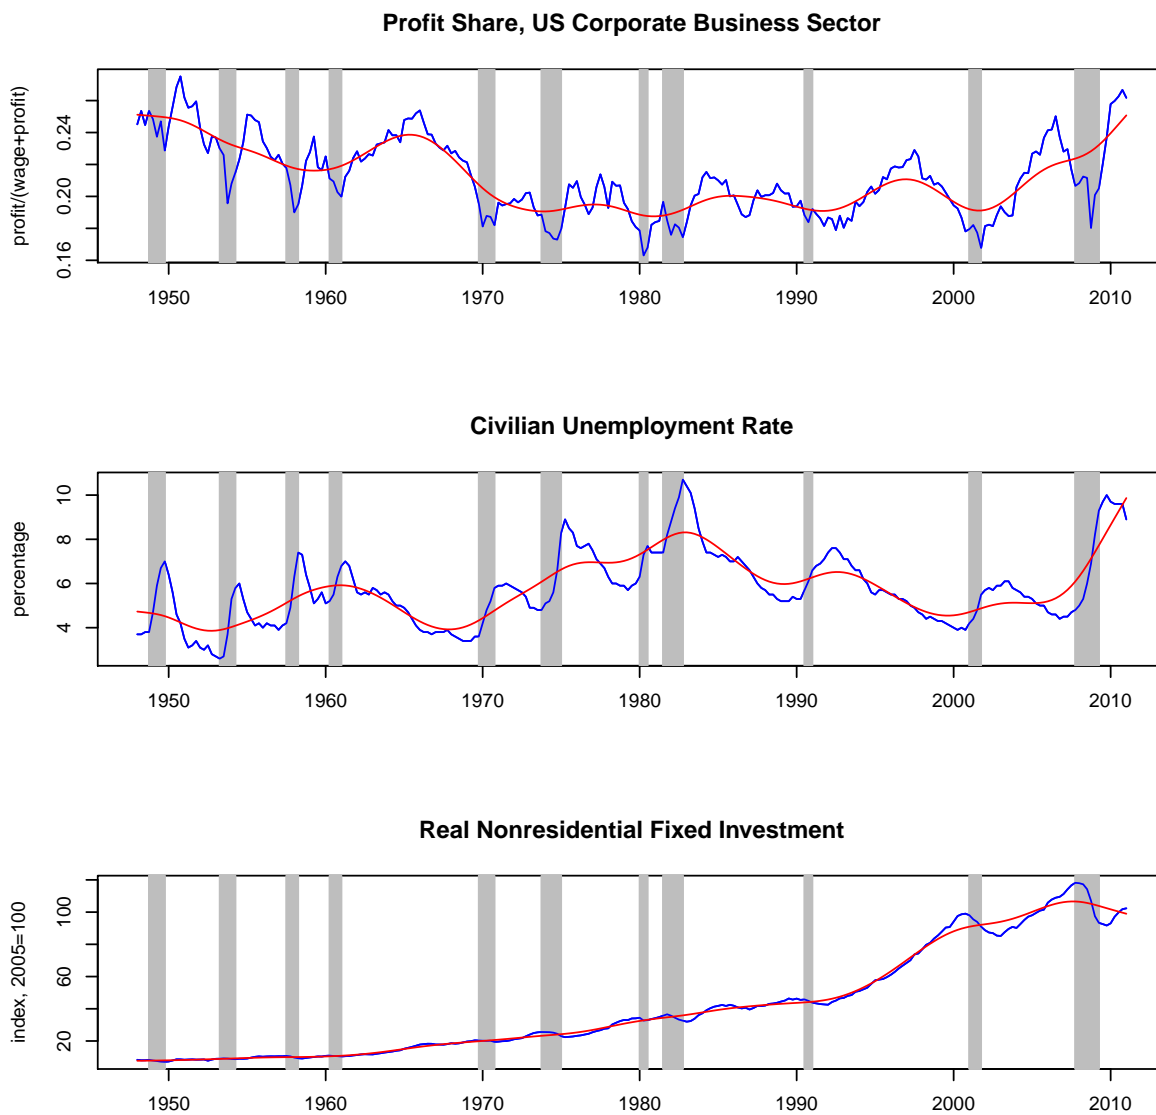 Profit Share, US Corporate Business Sector
profit/(wage+profit)
0.24
0.20
0.16
1950 1960 1970 1980 1990 2000 2010
Civilian Unemployment Rate
percentage
10
8
6
4
1950 1960 1970 1980 1990 2000 2010
Real Nonresidential Fixed Investment
index, 2005=100
100
60
20
1950 1960 1970 1980 1990 2000 2010